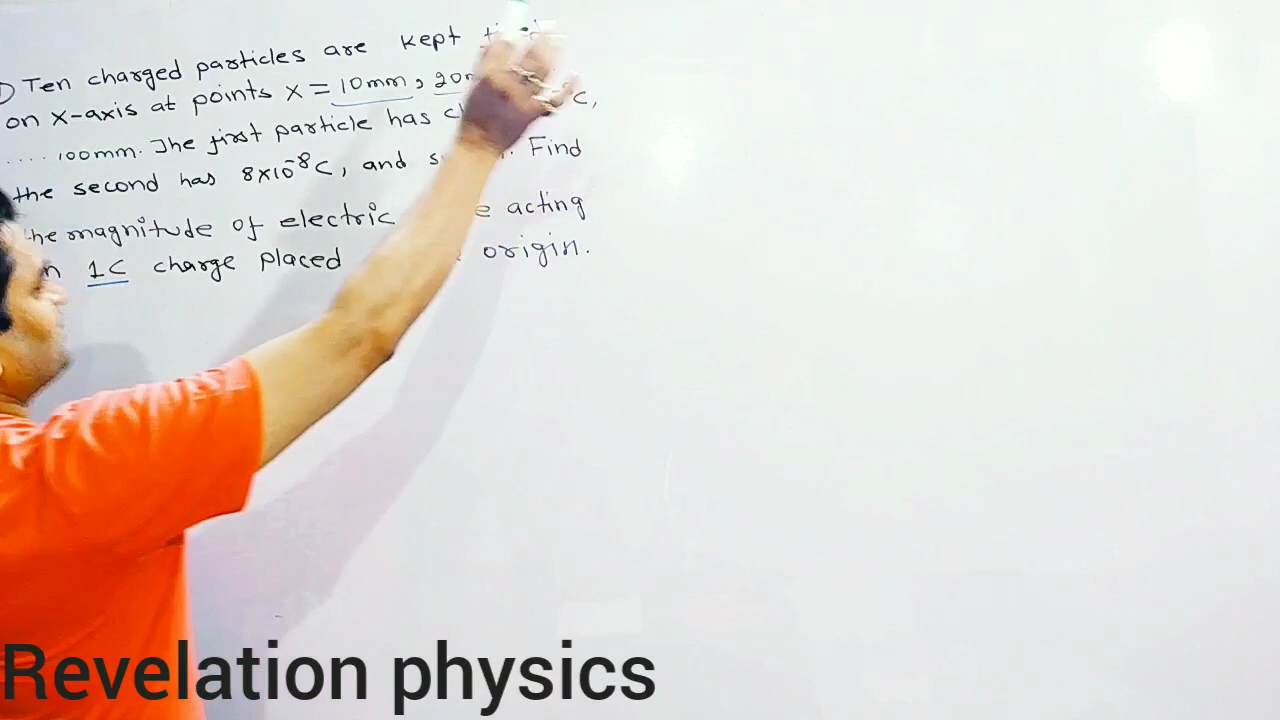 Ten charged particles are kept
on x-axis at points x = 10mm, 20m
.... 100mm. The first particle has c C,
the second has 8×10⁻⁸C, and s Find
the magnitude of electric acting
1C charge placed origin.
Revelation physics